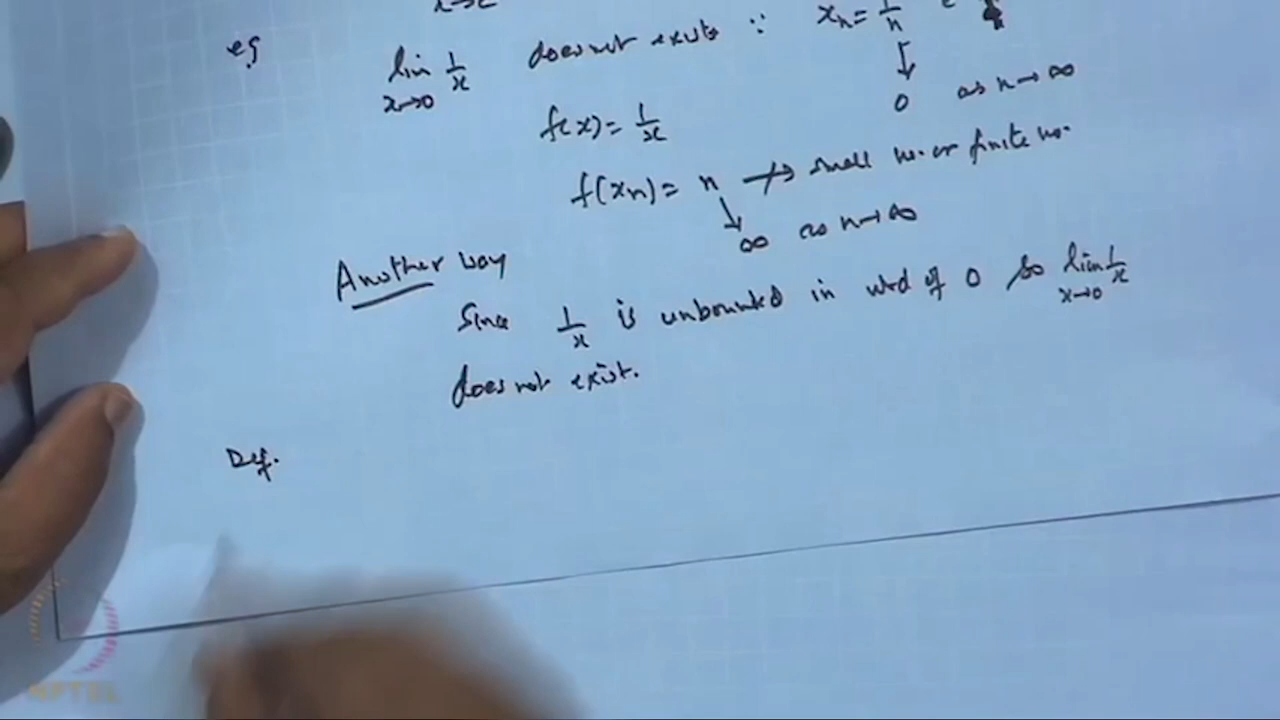 eg lim x→0 1/x does not exists ∵ xn = 1/n
↓
0 as n→∞
f(x) = 1/x
f(xn) = n ↛ small no. or finite no.
↓
∞ as n→∞
Another way
Since 1/x is unbounded in nbd of 0 so lim x→0 1/x
does not exist.
Def.
NPTEL